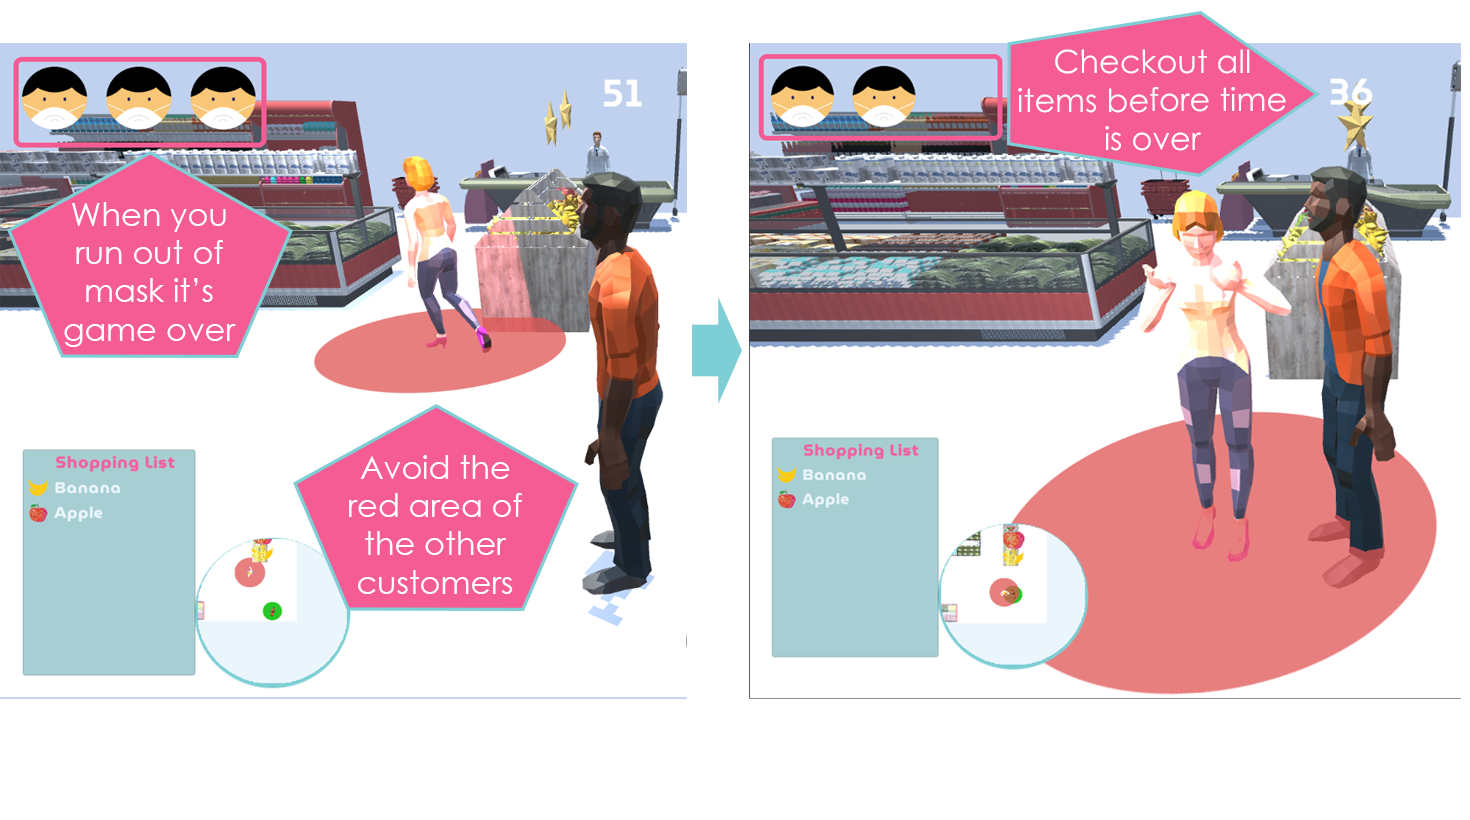 51
When you
run out of
mask it's
game over
Avoid the
red area of
the other
customers
Shopping List
Banana
Apple
Checkout all
items before time
is over
36
Shopping List
Banana
Apple